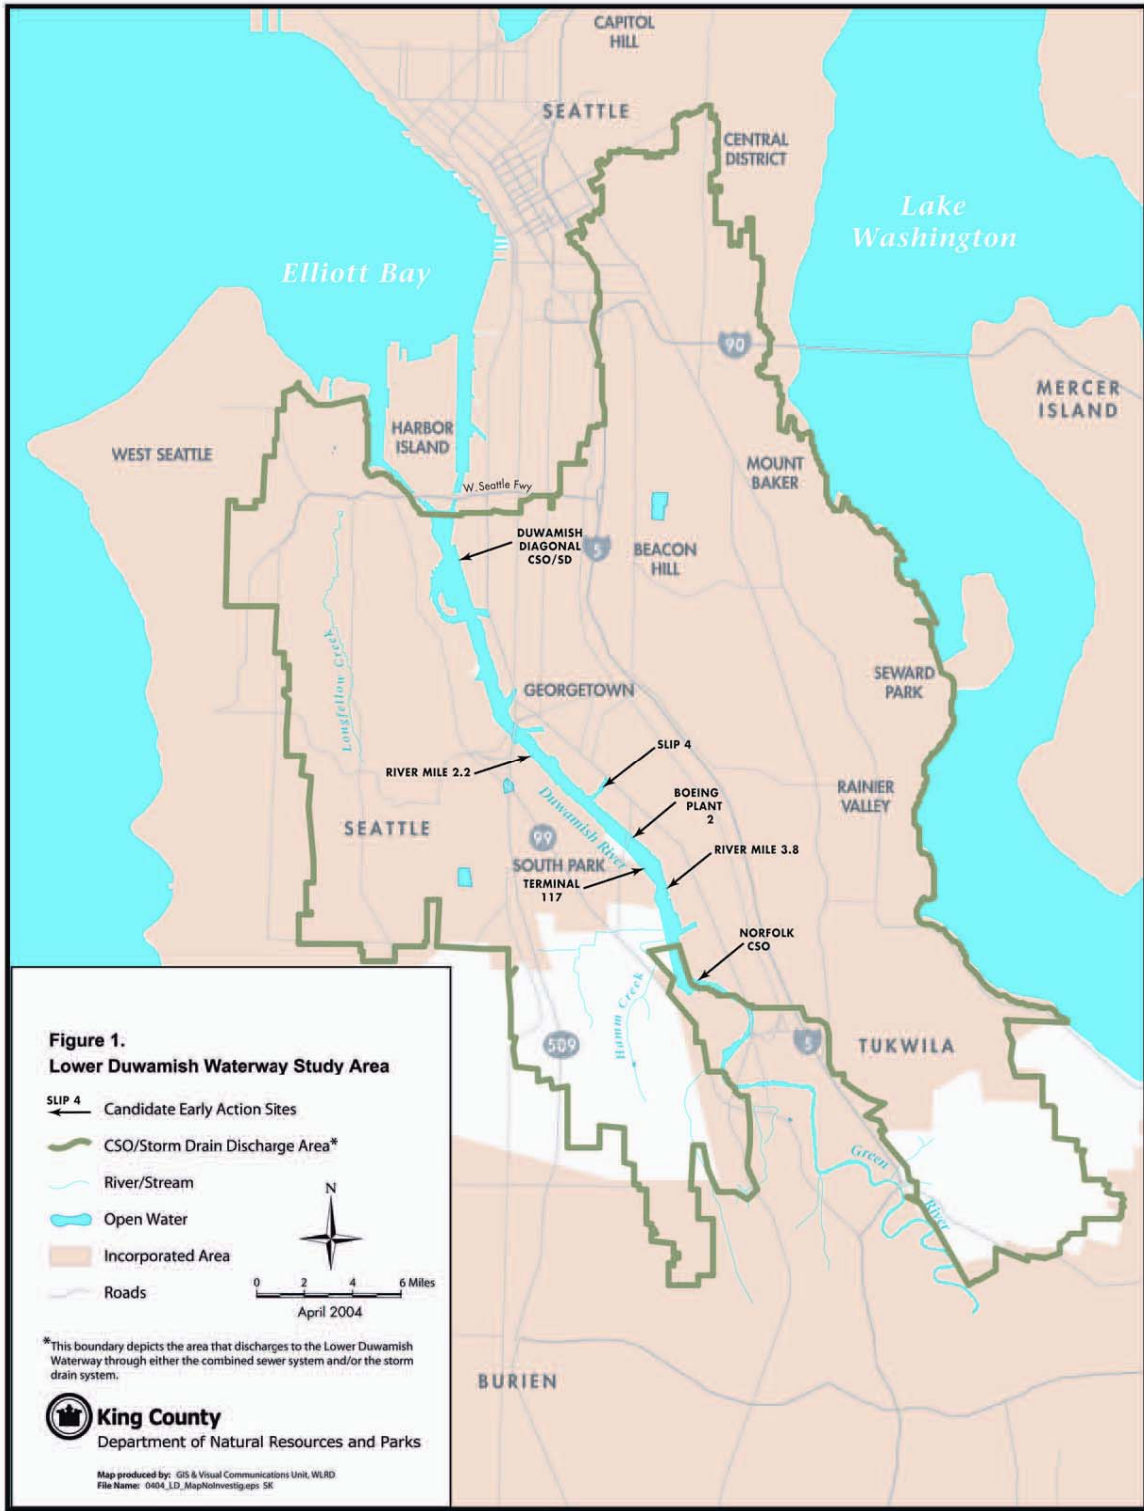 CAPITOL
HILL
SEATTLE
CENTRAL
DISTRICT
Lake
Washington
Elliott Bay
90
MERCER
ISLAND
HARBOR
ISLAND
WEST SEATTLE
MOUNT
BAKER
W. Seattle Fwy
DUWAMISH
DIAGONAL
CSO/SD
5
BEACON
HILL
Longfellow Creek
SEWARD
PARK
GEORGETOWN
SLIP 4
RIVER MILE 2.2
BOEING
PLANT
2
RAINIER
VALLEY
Duwamish River
SEATTLE
99
SOUTH PARK
RIVER MILE 3.8
TERMINAL
117
NORFOLK
CSO
Hamm Creek
509
5
TUKWILA
Green
River
BURIEN
Figure 1.
Lower Duwamish Waterway Study Area
SLIP 4
Candidate Early Action Sites
CSO/Storm Drain Discharge Area*
River/Stream
Open Water
Incorporated Area
Roads
N
0 2 4 6 Miles
April 2004
*This boundary depicts the area that discharges to the Lower Duwamish
Waterway through either the combined sewer system and/or the storm
drain system.
King County
Department of Natural Resources and Parks
Map produced by: GIS & Visual Communications Unit, WLRD
File Name: 0404_LD_MapNoInvestig.eps SK